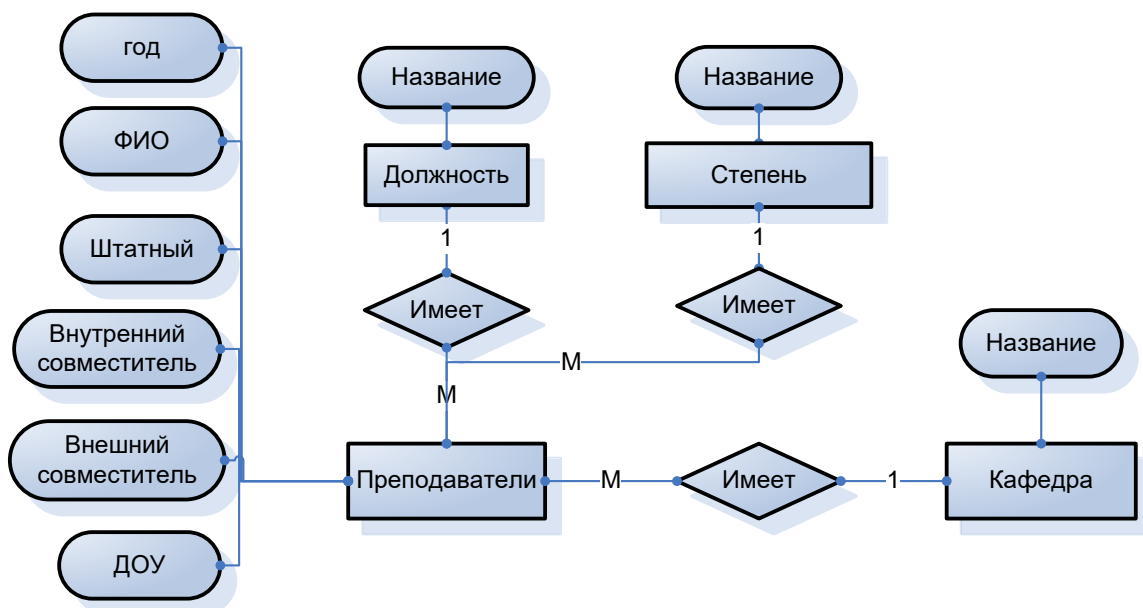 год
ФИО
Штатный
Внутренний
совместитель
Внешний
совместитель
ДОУ
Название
Должность
1
Имеет
М
Название
Степень
1
Имеет
М
Преподаватели
М
Имеет
1
Название
Кафедра